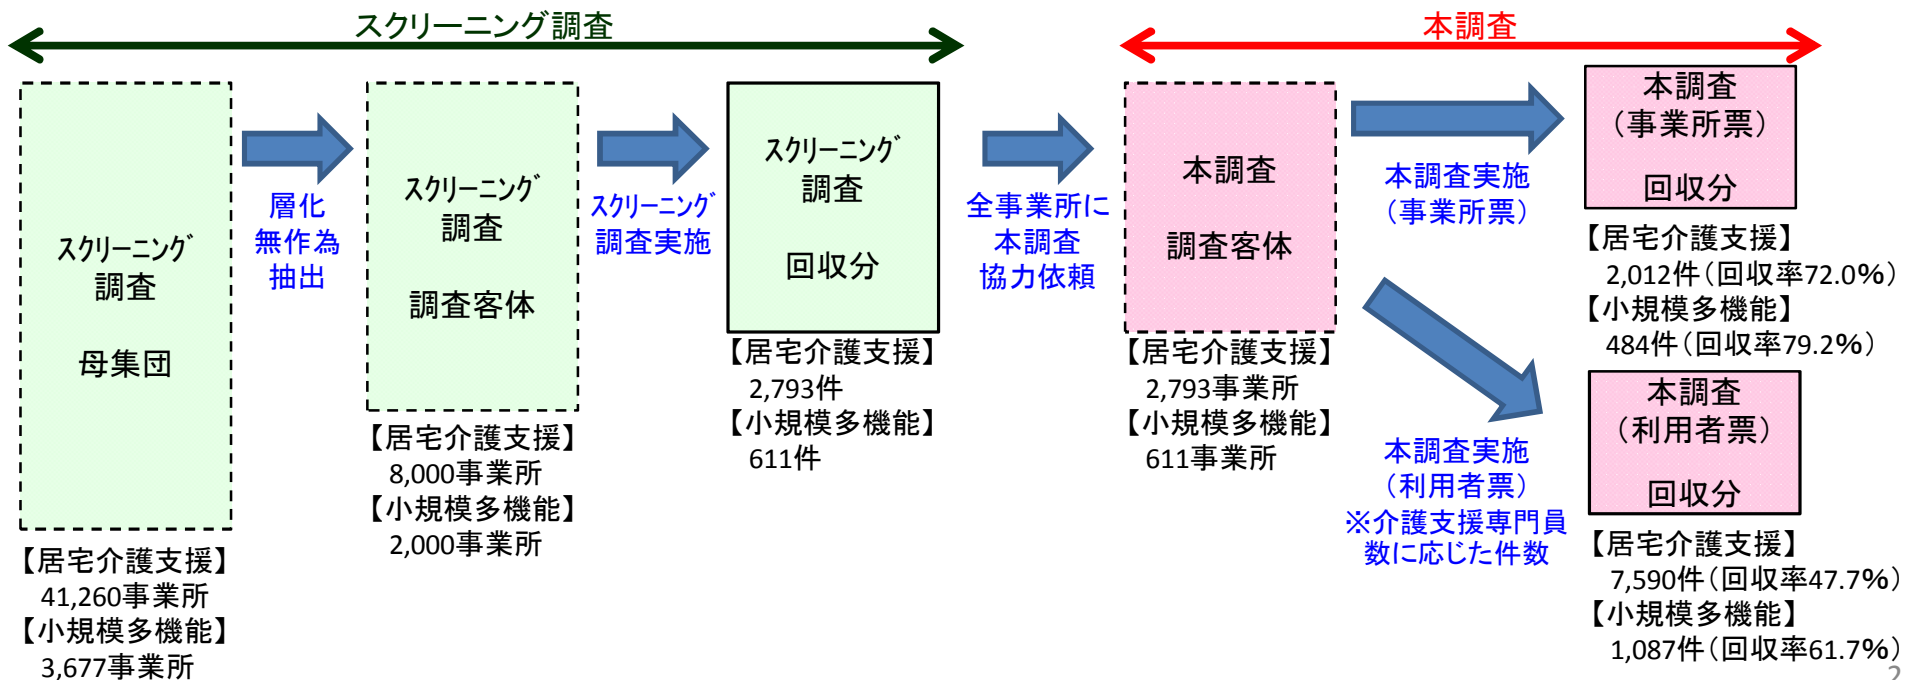 スクリーニング調査
本調査
スクリーニング
調査
母集団
【居宅介護支援】
41,260事業所
【小規模多機能】
3,677事業所
層化
無作為
抽出
スクリーニング
調査
調査客体
【居宅介護支援】
8,000事業所
【小規模多機能】
2,000事業所
スクリーニング
調査実施
スクリーニング
調査
回収分
【居宅介護支援】
2,793件
【小規模多機能】
611件
全事業所に
本調査
協力依頼
本調査
調査客体
【居宅介護支援】
2,793事業所
【小規模多機能】
611事業所
本調査実施
（事業所票）
本調査
（事業所票）
回収分
【居宅介護支援】
2,012件（回収率72.0%）
【小規模多機能】
484件（回収率79.2%）
本調査実施
（利用者票）
※介護支援専門員
数に応じた件数
本調査
（利用者票）
回収分
【居宅介護支援】
7,590件（回収率47.7%）
【小規模多機能】
1,087件（回収率61.7%）
2